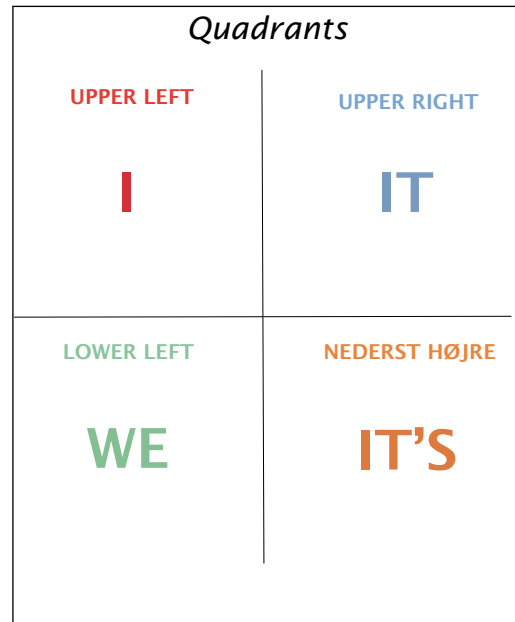 Quadrants
UPPER LEFT
UPPER RIGHT
I
IT
LOWER LEFT
NEDERST HØJRE
WE
IT’S